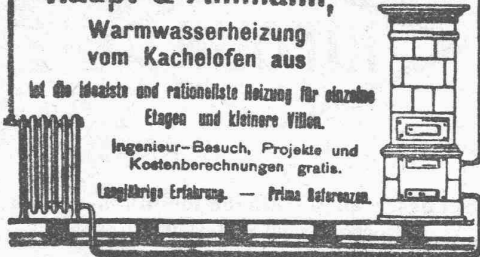 Warmwasserheizung
vom Kachelofen aus
ist die idealste und rationellste Heizung für einzelne
Etagen und kleinere Villen.
Ingenieur-Besuch, Projekte und
Kostenberechnungen gratis.
Langjährige Erfahrung. — Prima Referenzen.